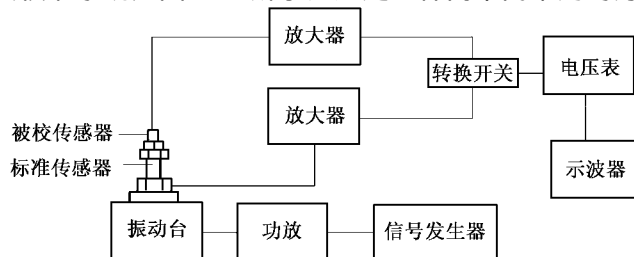 放大器
转换开关
电压表
放大器
被校传感器
标准传感器
示波器
振动台
功放
信号发生器